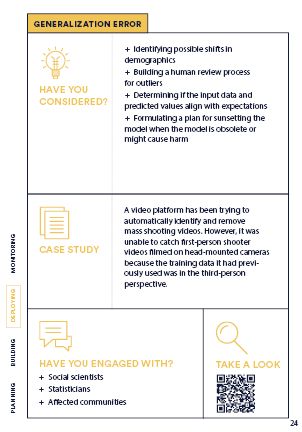 GENERALIZATION ERROR
HAVE YOU
CONSIDERED?
+ Identifying possible shifts in
demographics
+ Building a human review process
for outliers
+ Determining if the input data and
predicted values align with expectations
+ Formulating a plan for sunsetting the
model when the model is obsolete or
might cause harm
CASE STUDY
A video platform has been trying to
automatically identify and remove
mass shooting videos. However, it was
unable to catch first-person shooter
videos filmed on head-mounted cameras
because the training data it had previ-
ously used was in the third-person
perspective.
HAVE YOU ENGAGED WITH?
+ Social scientists
+ Statisticians
+ Affected communities
TAKE A LOOK
MONITORING
DEPLOYING
BUILDING
PLANNING
24